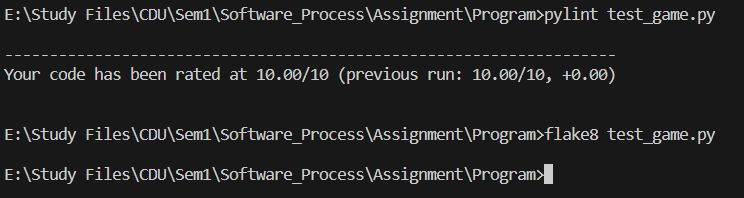 E:\Study Files\CDU\Sem1\Software_Process\Assignment\Program>pylint test_game.py
--------------------------------------------------------------------
Your code has been rated at 10.00/10 (previous run: 10.00/10, +0.00)
E:\Study Files\CDU\Sem1\Software_Process\Assignment\Program>flake8 test_game.py
E:\Study Files\CDU\Sem1\Software_Process\Assignment\Program>